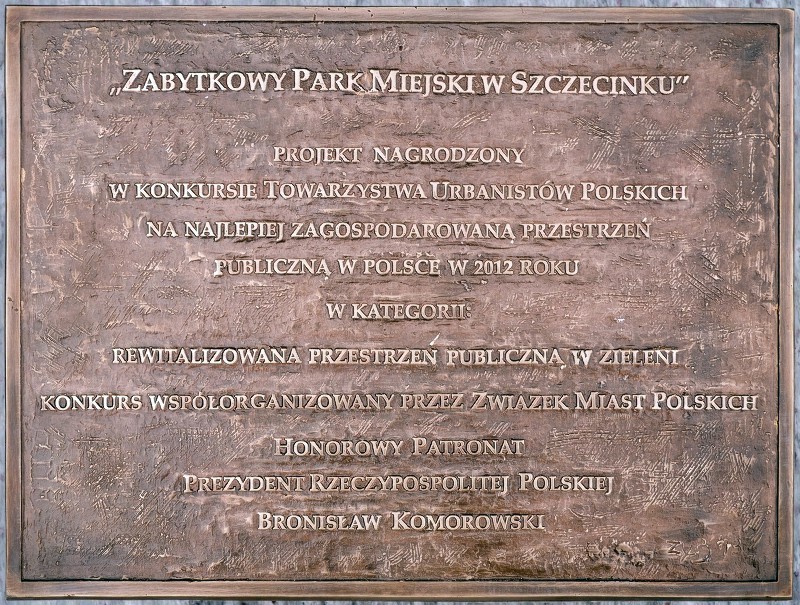 „Zabytkowy Park Miejski w Szczecinku”
PROJEKT NAGRODZONY
W KONKURSIE TOWARZYSTWA URBANISTÓW POLSKICH
NA NAJLEPIEJ ZAGOSPODAROWANĄ PRZESTRZEŃ
PUBLICZNĄ W POLSCE W 2012 ROKU
W KATEGORII:
REWITALIZOWANA PRZESTRZEŃ PUBLICZNĄ W ZIELENI
KONKURS WSPÓŁORGANIZOWANY PRZEZ ZWIĄZEK MIAST POLSKICH
HONOROWY PATRONAT
PREZYDENT RZECZYPOSPOLITEJ POLSKIEJ
BRONISŁAW KOMOROWSKI